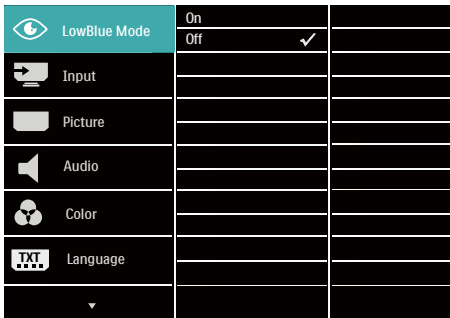 LowBlue Mode
On
Off
Input
Picture
Audio
Color
TXT
Language